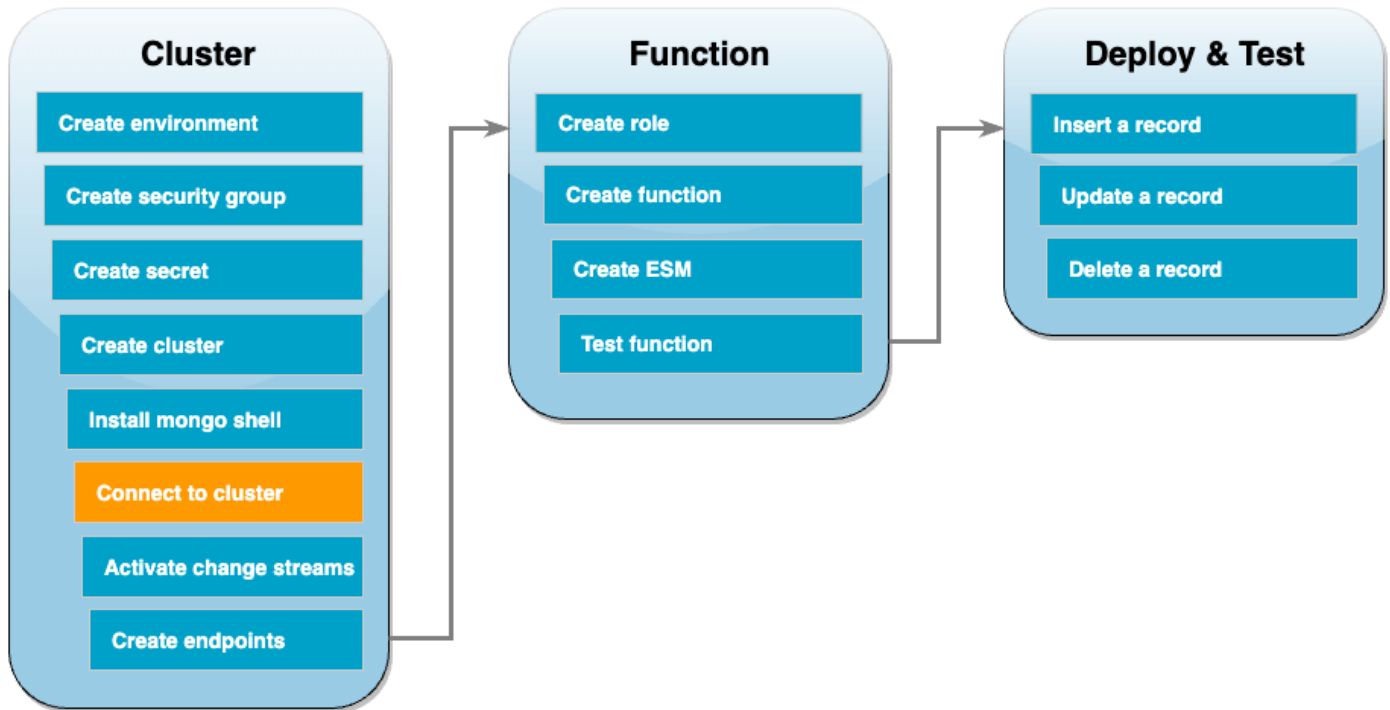 Cluster
Create environment
Create security group
Create secret
Create cluster
Install mongo shell
Connect to cluster
Activate change streams
Create endpoints
Function
Create role
Create function
Create ESM
Test function
Deploy & Test
Insert a record
Update a record
Delete a record